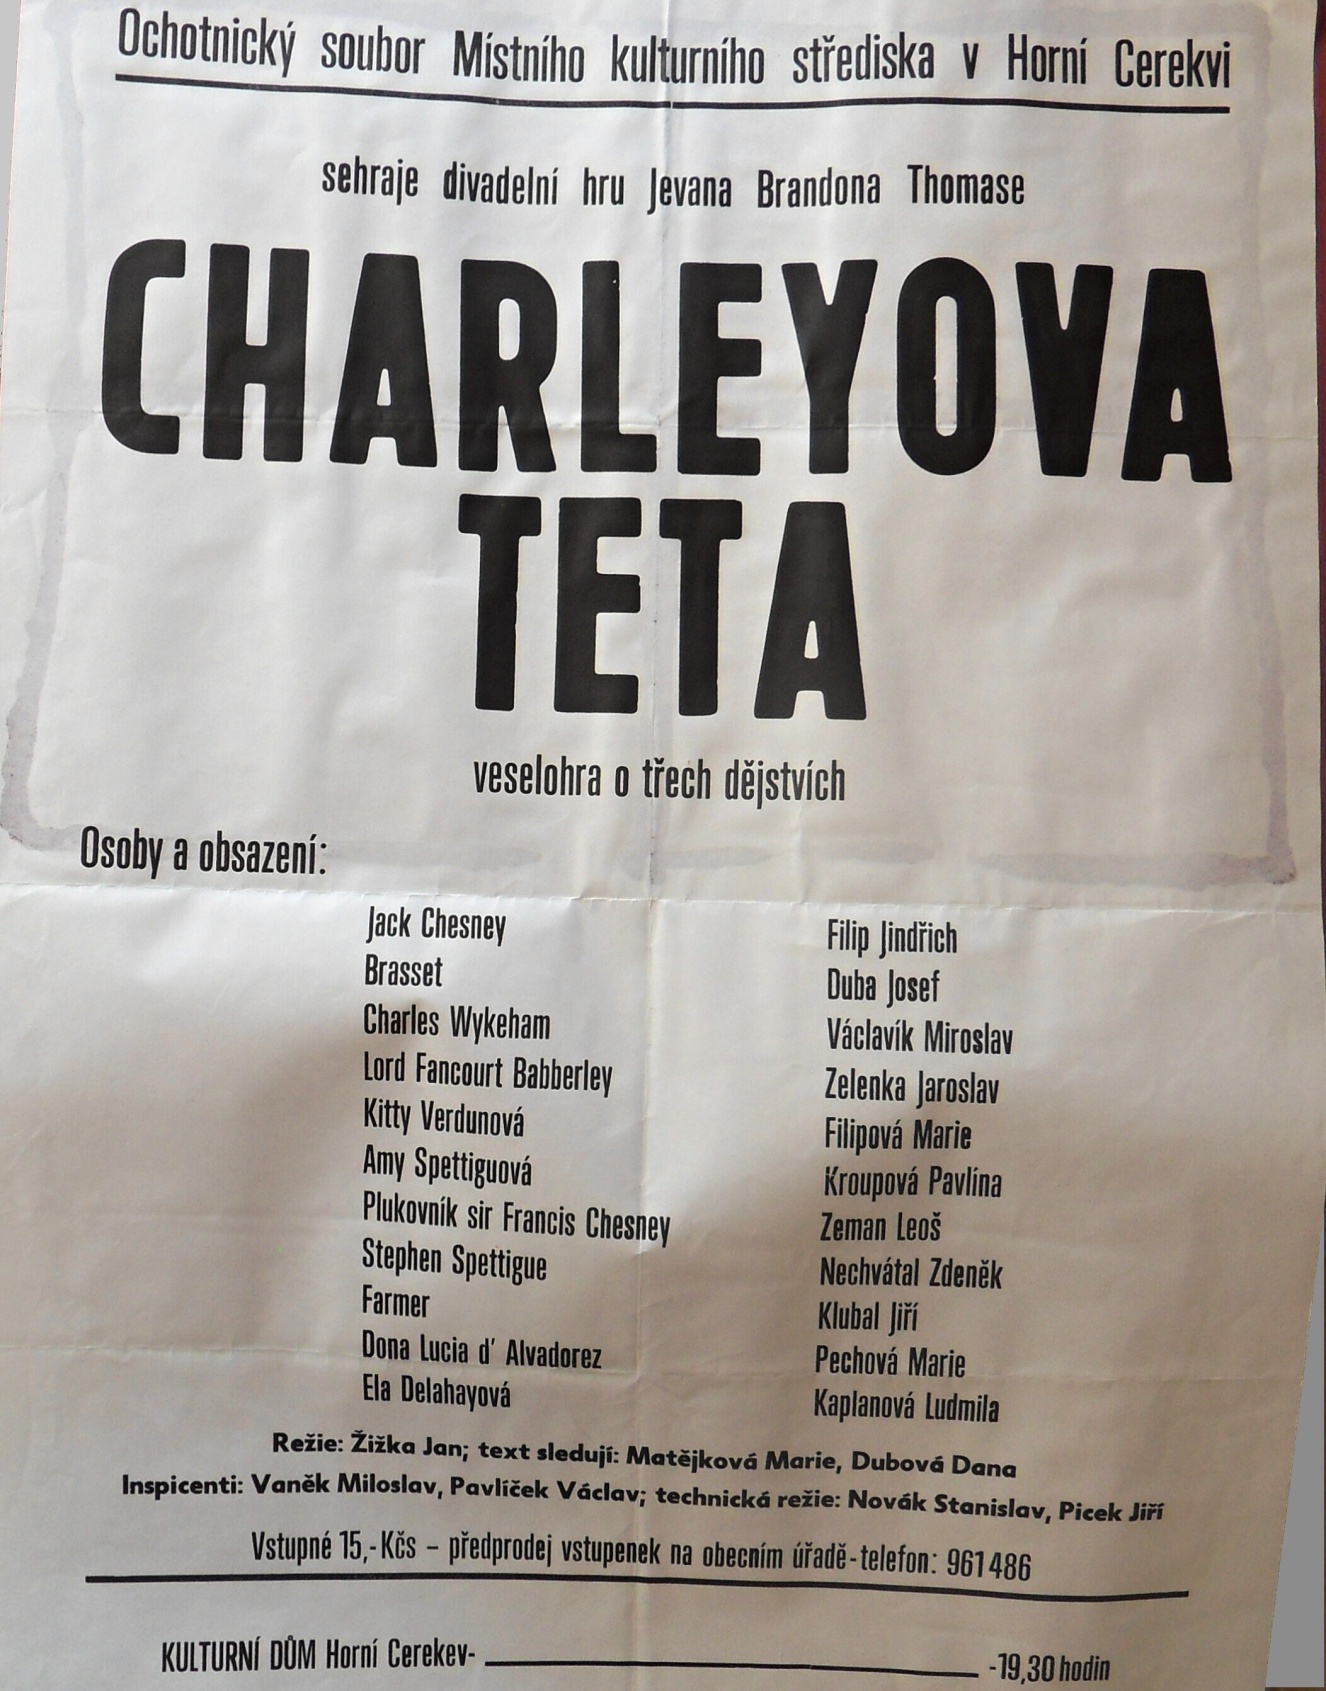 Ochotnický soubor Místního kulturního střediska v Horní Cerekvi
sehraje divadelní hru Jevana Brandona Thomase
CHARLEYOVA
TETA
veselohra o třech dějstvích
Osoby a obsazení:
Jack Chesney Filip Jindřich
Brasset Duba Josef
Charles Wykeham Václavík Miroslav
Lord Fancourt Babberley Zelenka Jaroslav
Kitty Verdunová Filipová Marie
Amy Spettiguová Kroupová Pavlína
Plukovník sir Francis Chesney Zeman Leoš
Stephen Spettigue Nechvátal Zdeněk
Farmer Klubal Jiří
Dona Lucia d' Alvadorez Pechová Marie
Ela Delahayová Kaplanová Ludmila
Režie: Žižka Jan; text sledují: Matějková Marie, Dubová Dana
Inspicenti: Vaněk Miloslav, Pavlíček Václav; technická režie: Novák Stanislav, Picek Jiří
Vstupné 15,-Kčs – předprodej vstupenek na obecním úřadě-telefon: 961486
KULTURNÍ DŮM Horní Cerekev- -19,30 hodin